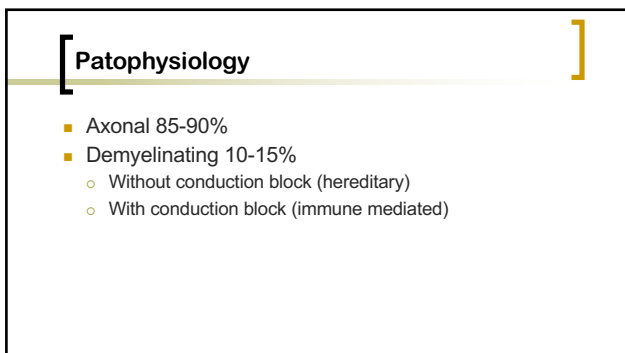 Patophysiology
Axonal 85-90%
Demyelinating 10-15%
Without conduction block (hereditary)
With conduction block (immune mediated)